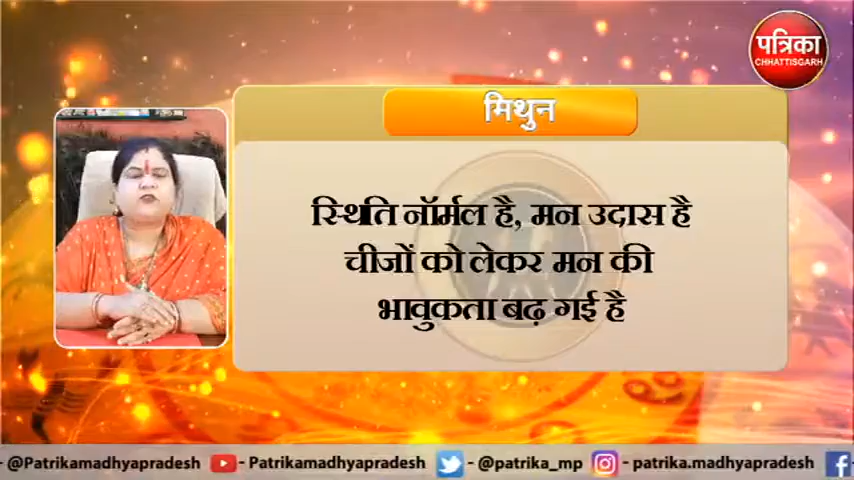 पत्रिका
CHHATTISGARH
मिथुन
स्थिति नॉर्मल है, मन उदास है
चीजों को लेकर मन की
भावुकता बढ़ गई है
- @Patrikamadhyapradesh - Patrikamadhyapradesh - @patrika_mp - patrika.madhyapradesh